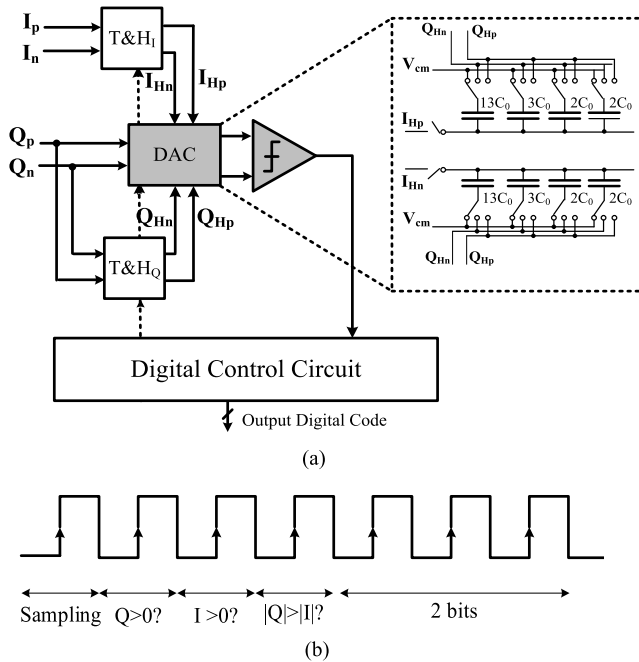 I_p
I_n
T&H_I
I_Hn I_Hp
Q_p
Q_n
DAC
Q_Hn Q_Hp
T&H_Q
Digital Control Circuit
Output Digital Code
Q_Hn Q_Hp
V_cm
13C_0 3C_0 2C_0 2C_0
I_Hp
I_Hn
13C_0 3C_0 2C_0 2C_0
V_cm
Q_Hn Q_Hp
(a)
Sampling Q>0? I >0? |Q|>|I|? 2 bits
(b)